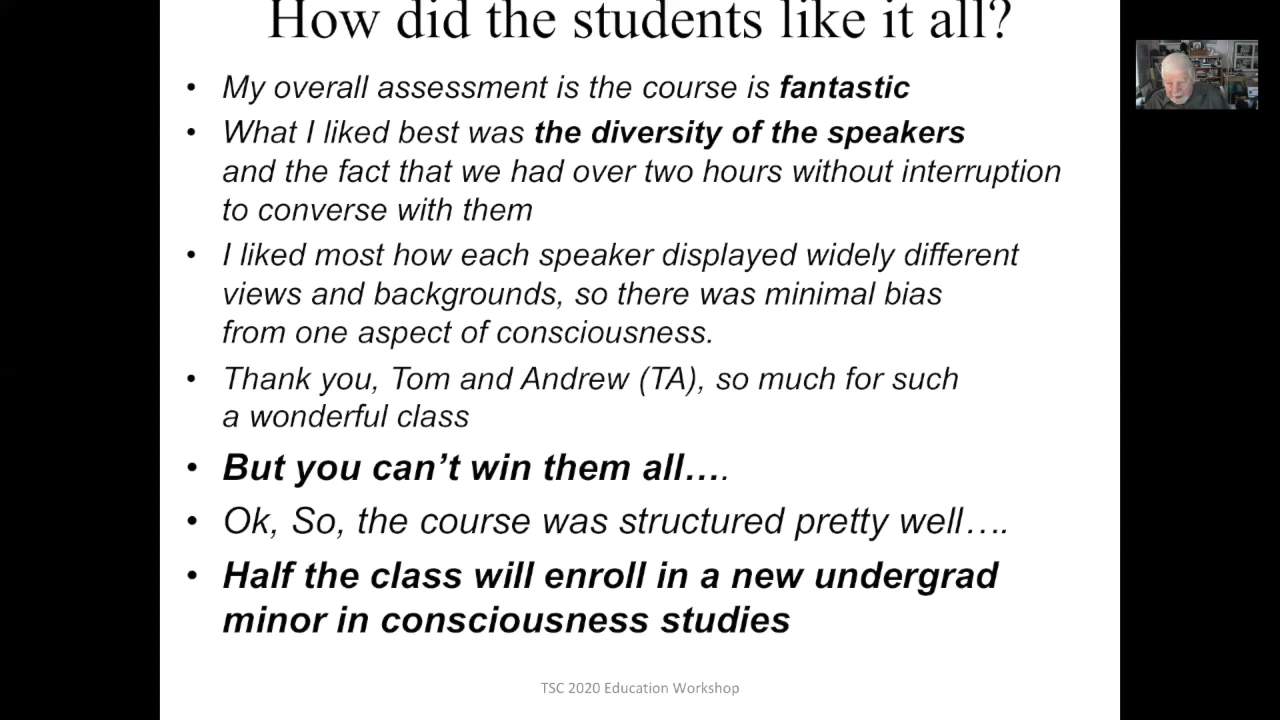 How did the students like it all?
• My overall assessment is the course is fantastic
• What I liked best was the diversity of the speakers
and the fact that we had over two hours without interruption
to converse with them
• I liked most how each speaker displayed widely different
views and backgrounds, so there was minimal bias
from one aspect of consciousness.
• Thank you, Tom and Andrew (TA), so much for such
a wonderful class
• But you can’t win them all….
• Ok, So, the course was structured pretty well….
• Half the class will enroll in a new undergrad
minor in consciousness studies
TSC 2020 Education Workshop